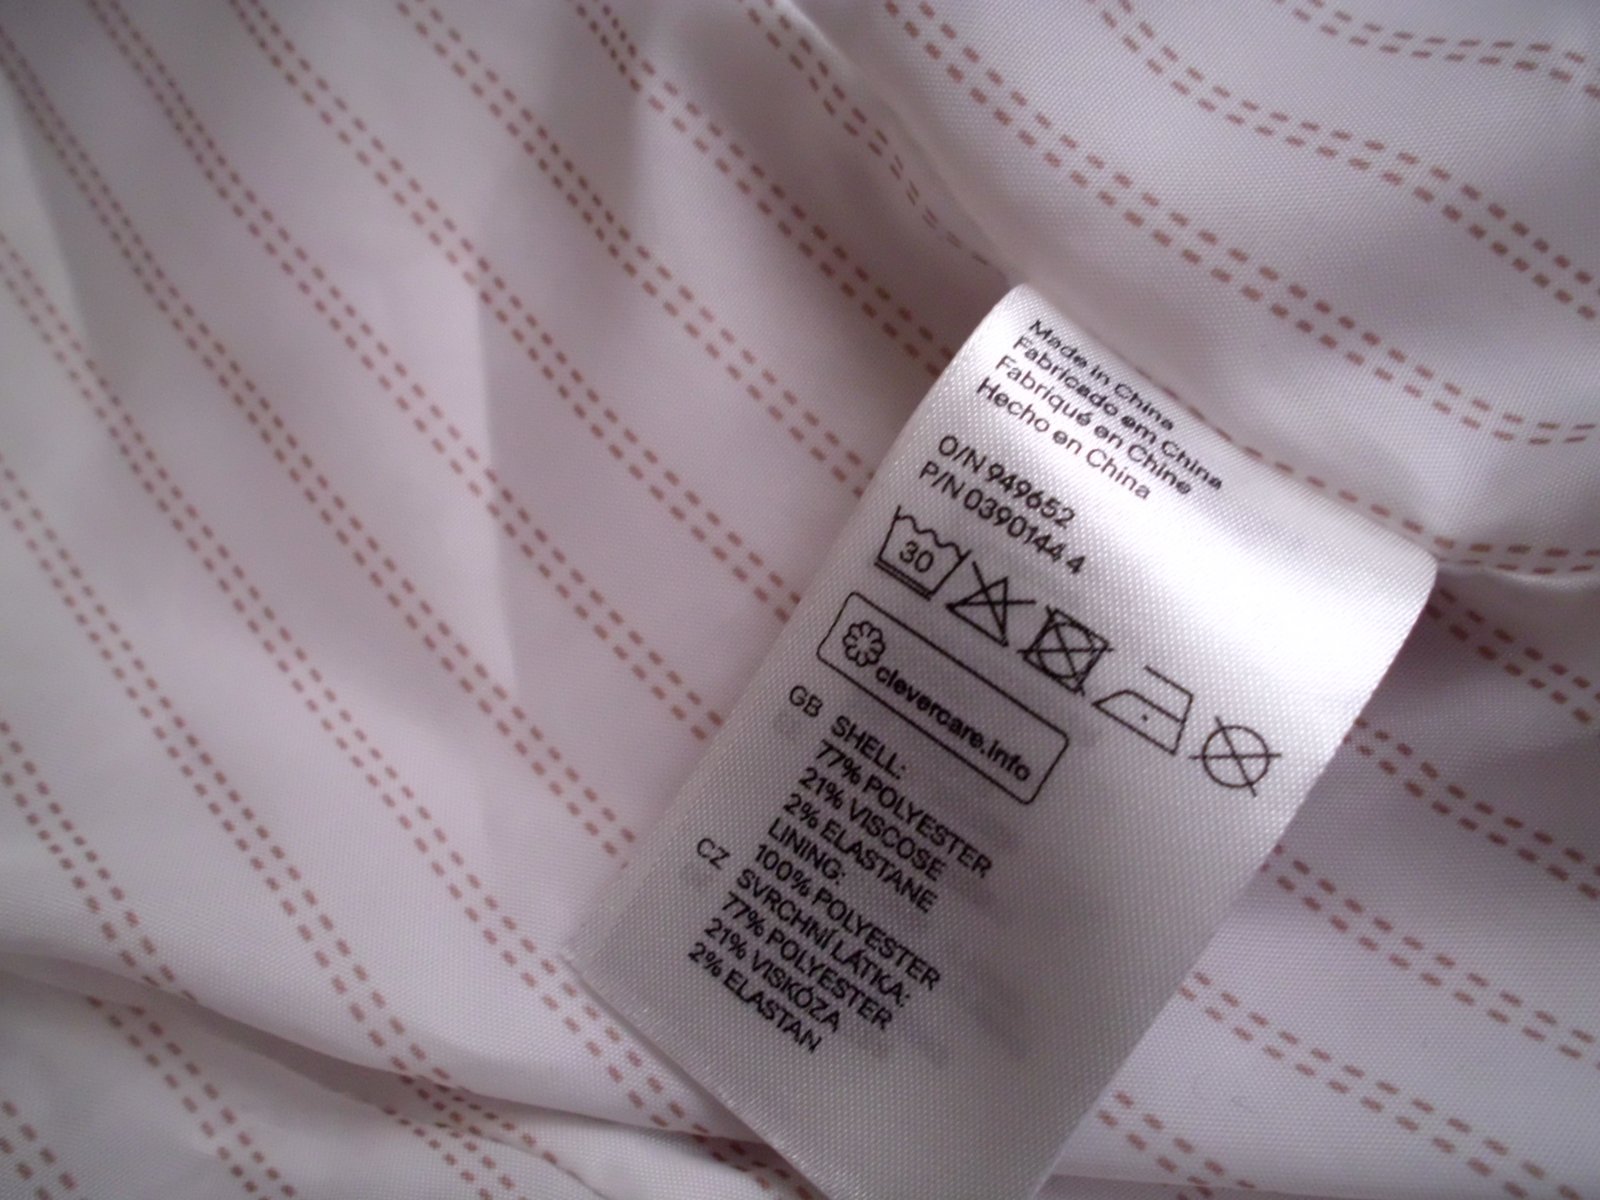 Made in China
Fabricado em China
Fabriqué en Chine
Hecho en China
O/N 949652
P/N 0390144 4
30
clevercare.info
GB SHELL:
77% POLYESTER
21% VISCOSE
2% ELASTANE
LINING:
100% POLYESTER
CZ SVRCHNÍ LÁTKA:
77% POLYESTER
21% VISKÓZA
2% ELASTAN